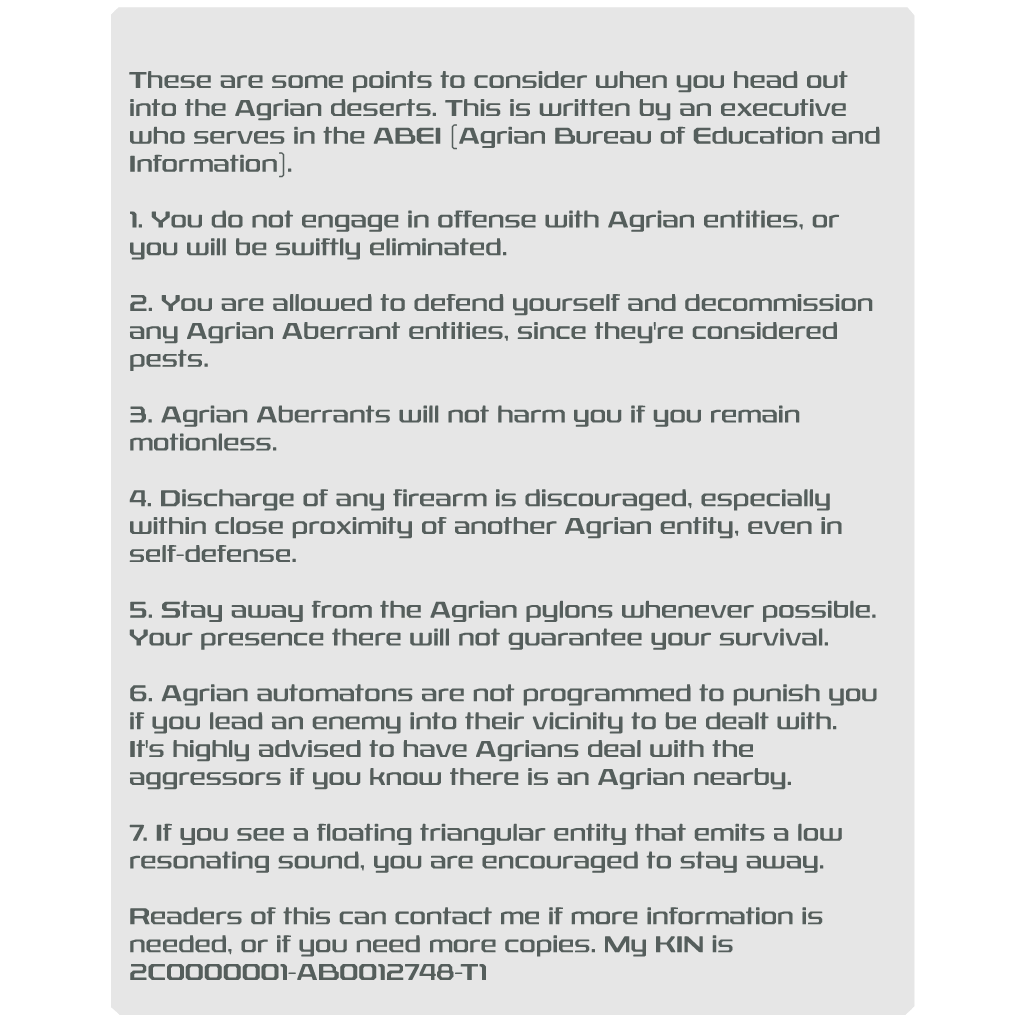 These are some points to consider when you head out
into the Agrian deserts. This is written by an executive
who serves in the ABEI (Agrian Bureau of Education and
Information).
1. You do not engage in offense with Agrian entities, or
you will be swiftly eliminated.
2. You are allowed to defend yourself and decommission
any Agrian Aberrant entities, since they're considered
pests.
3. Agrian Aberrants will not harm you if you remain
motionless.
4. Discharge of any firearm is discouraged, especially
within close proximity of another Agrian entity, even in
self-defense.
5. Stay away from the Agrian pylons whenever possible.
Your presence there will not guarantee your survival.
6. Agrian automatons are not programmed to punish you
if you lead an enemy into their vicinity to be dealt with.
It's highly advised to have Agrians deal with the
aggressors if you know there is an Agrian nearby.
7. If you see a floating triangular entity that emits a low
resonating sound, you are encouraged to stay away.
Readers of this can contact me if more information is
needed, or if you need more copies. My KIN is
2C0000001-AB0012748-T1